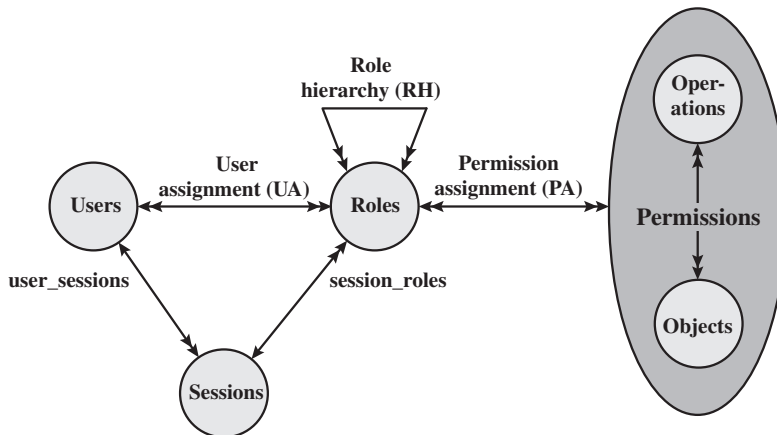 Role
hierarchy (RH)
Oper-
ations
User
assignment (UA)
Permission
assignment (PA)
Users
Roles
Permissions
user_sessions
session_roles
Objects
Sessions